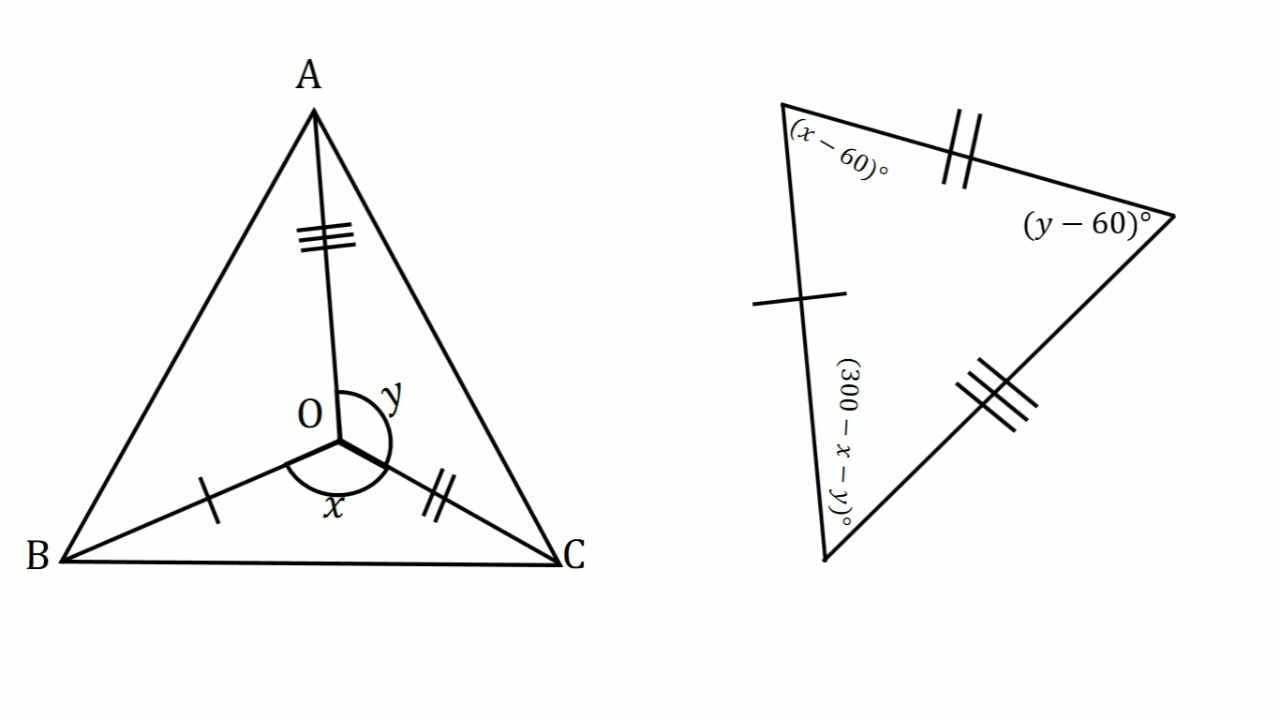 A
O
y
x
B
C
(x − 60)°
(y − 60)°
(300 − x − y)°